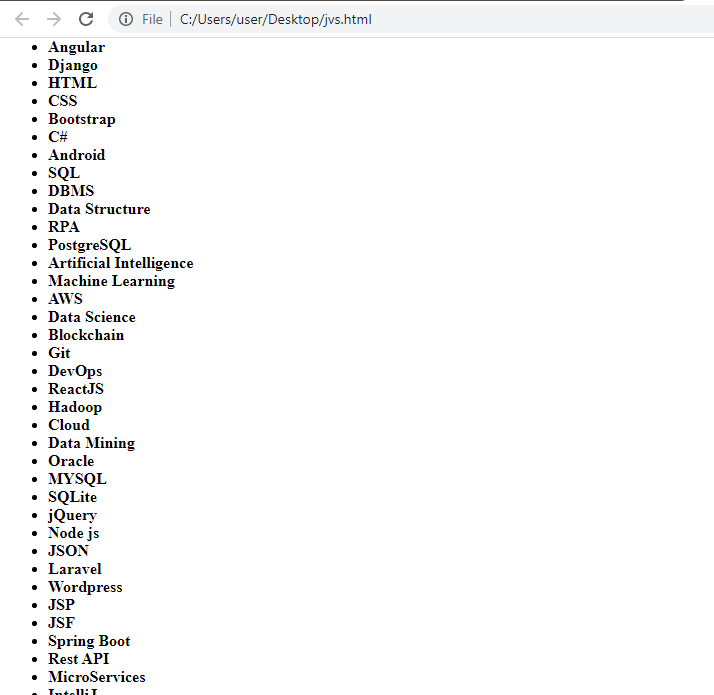 File | C:/Users/user/Desktop/jvs.html
Angular
Django
HTML
CSS
Bootstrap
C#
Android
SQL
DBMS
Data Structure
RPA
PostgreSQL
Artificial Intelligence
Machine Learning
AWS
Data Science
Blockchain
Git
DevOps
ReactJS
Hadoop
Cloud
Data Mining
Oracle
MYSQL
SQLite
jQuery
Node js
JSON
Laravel
Wordpress
JSP
JSF
Spring Boot
Rest API
MicroServices
IntelliJ